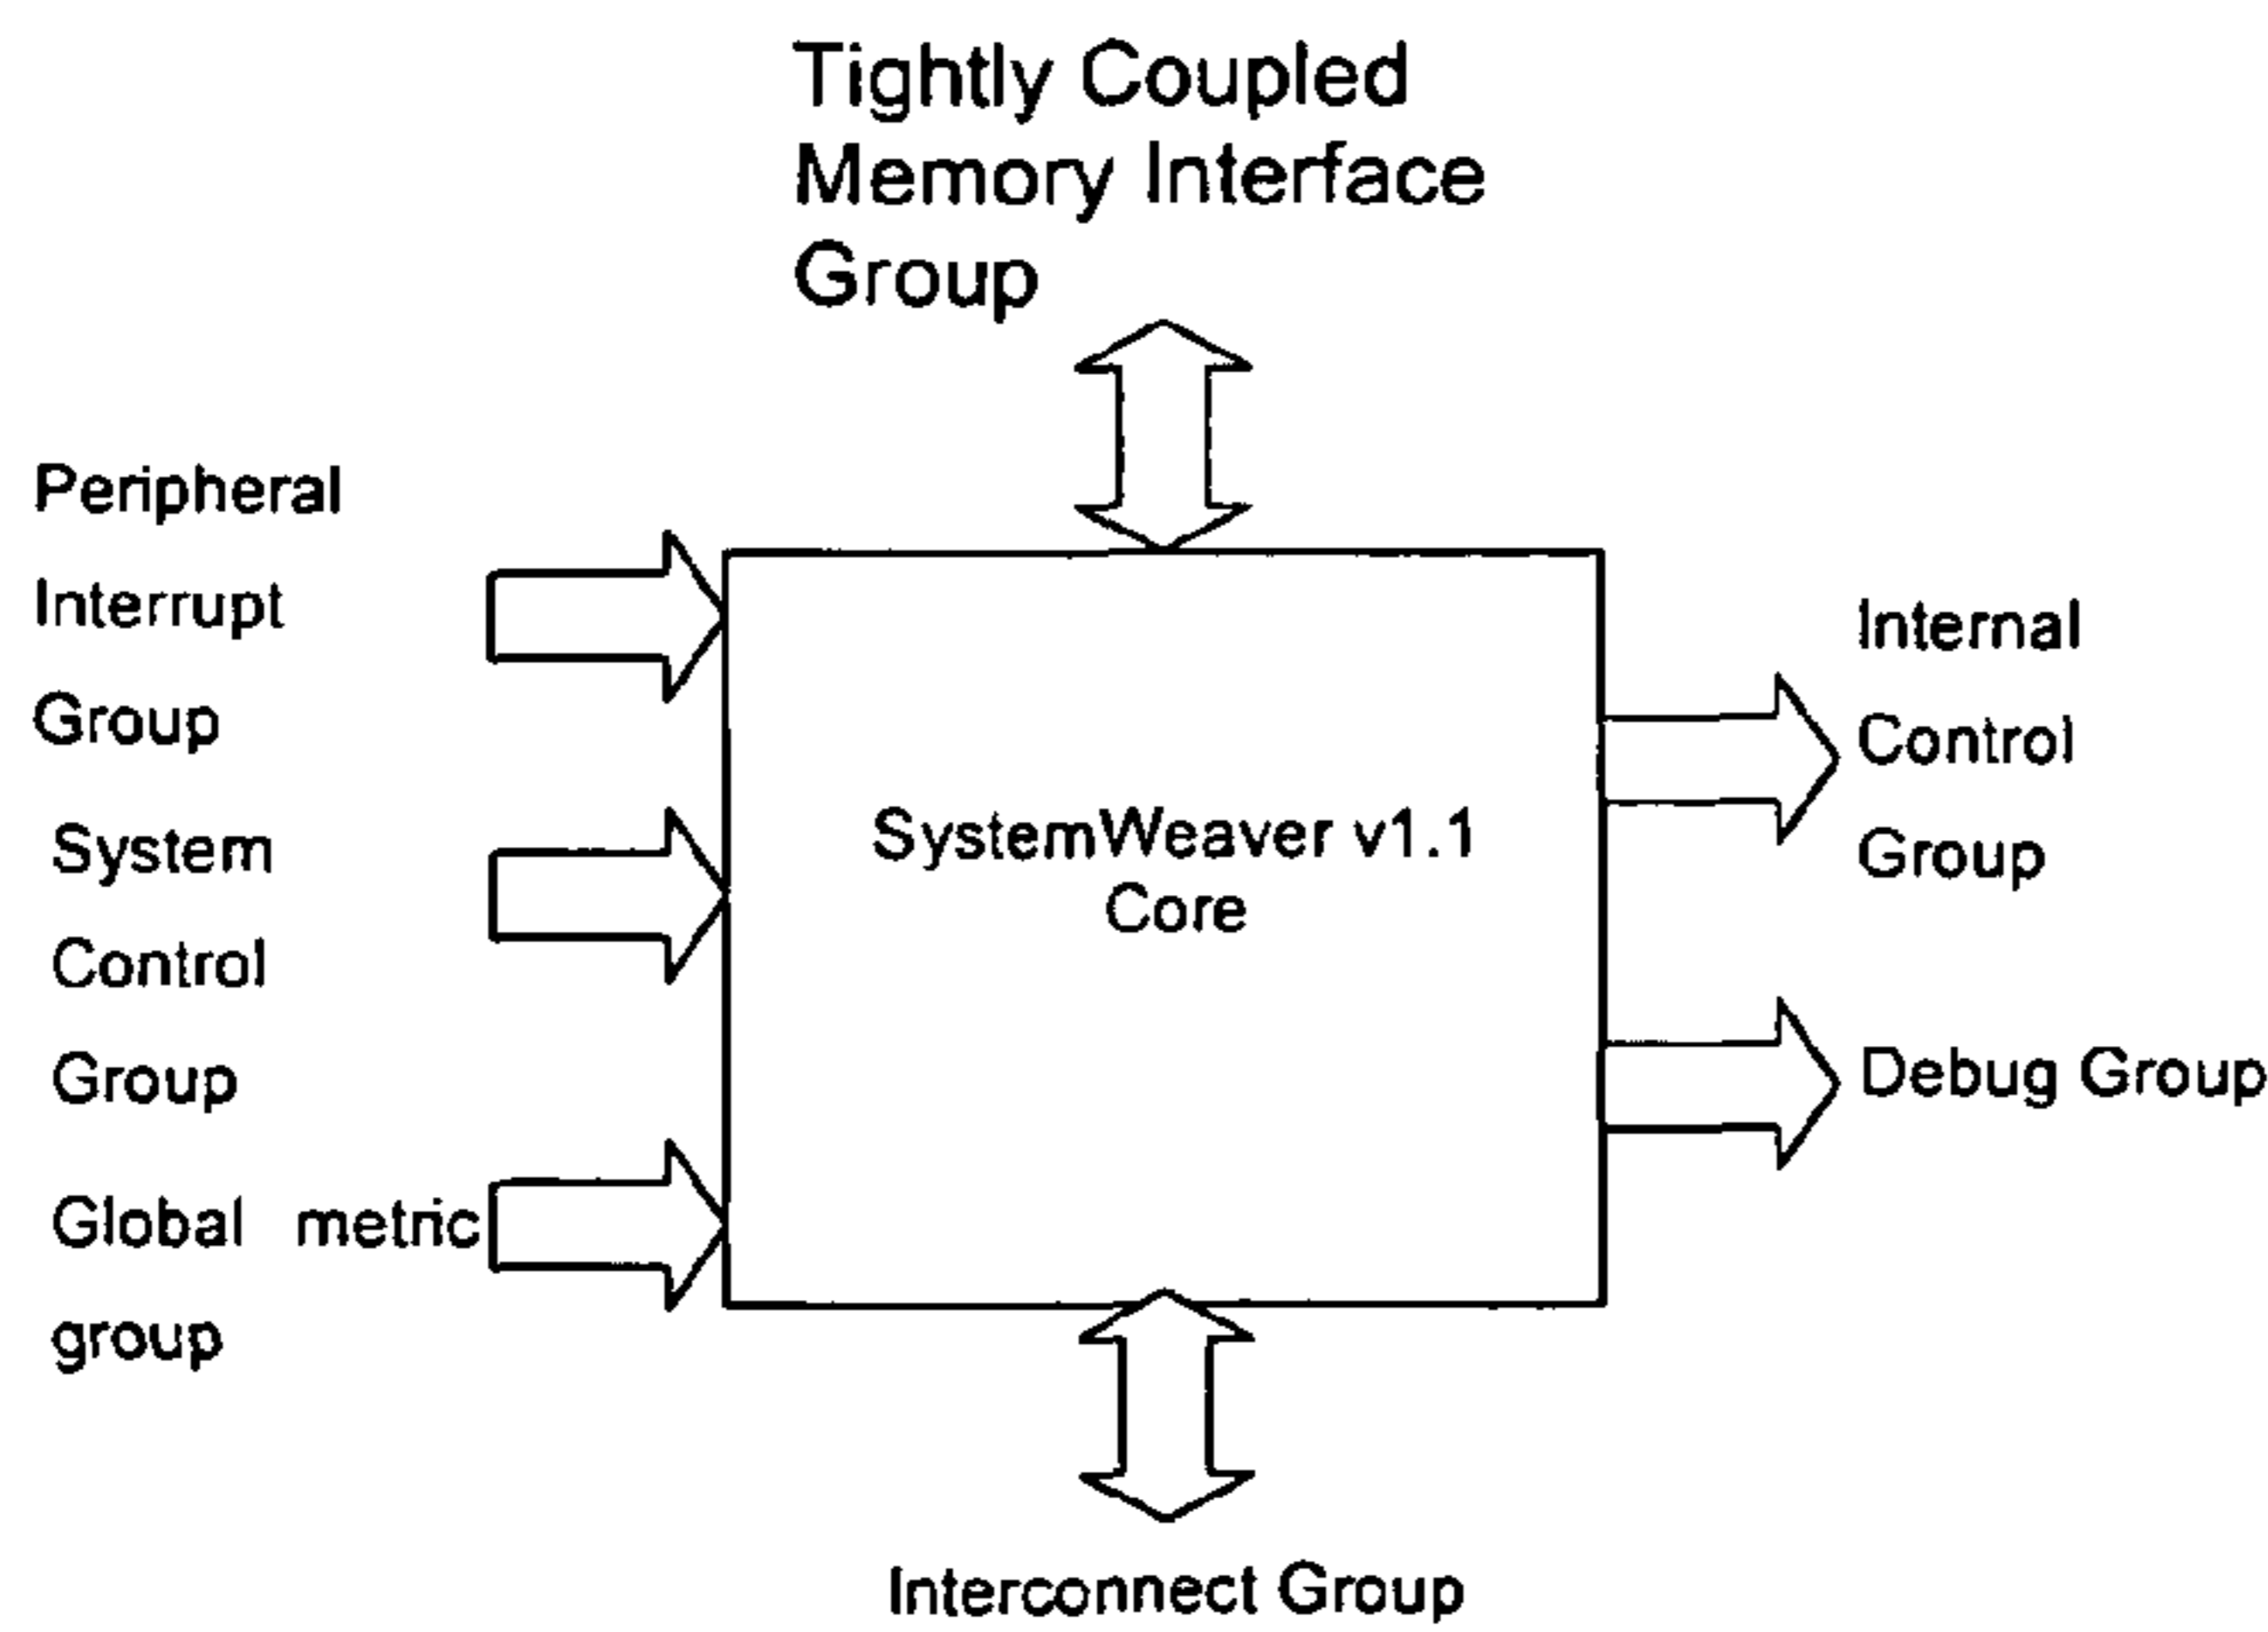 Tightly Coupled
Memory Interface
Group
Peripheral
Interrupt
Group
System
Control
Group
Global metric
group
SystemWeaver v1.1
Core
Internal
Control
Group
Debug Group
Interconnect Group